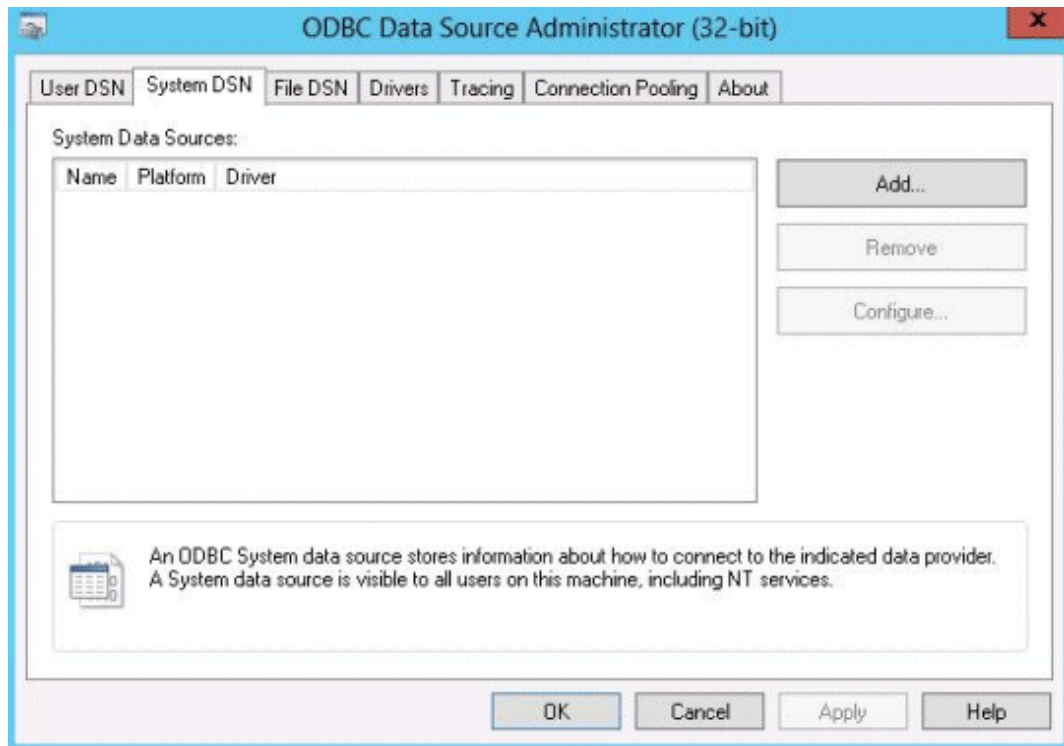 ODBC Data Source Administrator (32-bit)
x
User DSN System DSN File DSN Drivers Tracing Connection Pooling About
System Data Sources:
Name Platform Driver
Add...
Remove
Configure...
An ODBC System data source stores information about how to connect to the indicated data provider.
A System data source is visible to all users on this machine, including NT services.
OK Cancel Apply Help